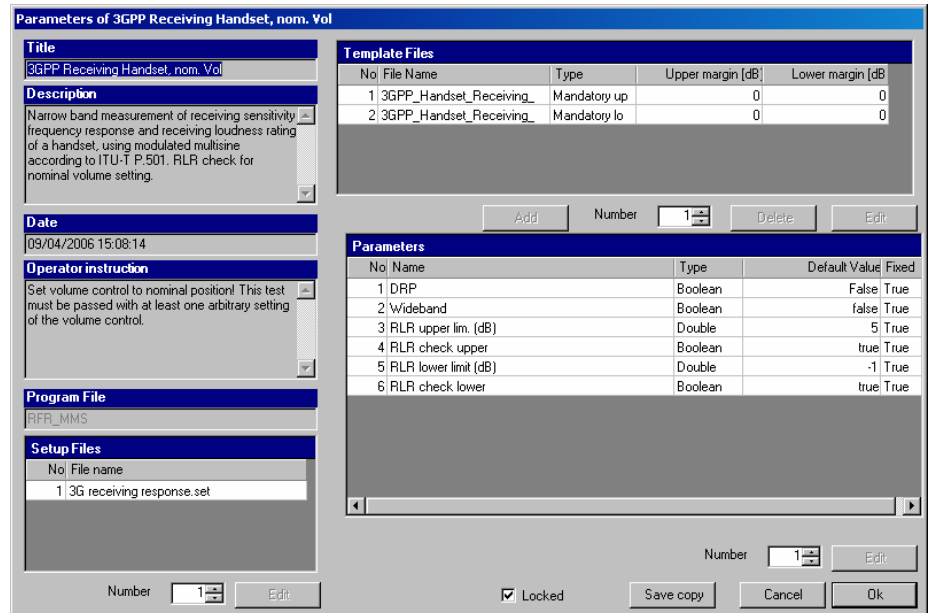 Parameters of 3GPP Receiving Handset, nom. Vol
Title
3GPP Receiving Handset, nom. Vol
Description
Narrow band measurement of receiving sensitivity
frequency response and receiving loudness rating
of a handset, using modulated multisine
according to ITU-T P.501. RLR check for
nominal volume setting.
Date
09/04/2006 15:08:14
Operator instruction
Set volume control to nominal position! This test
must be passed with at least one arbitrary setting
of the volume control.
Program File
RFR_MMS
Setup Files
No File name
1 3G receiving response.set
Number 1 Edit
Template Files
No File Name Type Upper margin [dB] Lower margin [dB
1 3GPP_Handset_Receiving_ Mandatory up 0 0
2 3GPP_Handset_Receiving_ Mandatory lo 0 0
Add Number 1 Delete Edit
Parameters
No Name Type Default Value Fixed
1 DRP Boolean False True
2 Wideband Boolean false True
3 RLR upper lim. (dB) Double 5 True
4 RLR check upper Boolean true True
5 RLR lower limit (dB) Double -1 True
6 RLR check lower Boolean true True
Number 1 Edit
Locked Save copy Cancel Ok